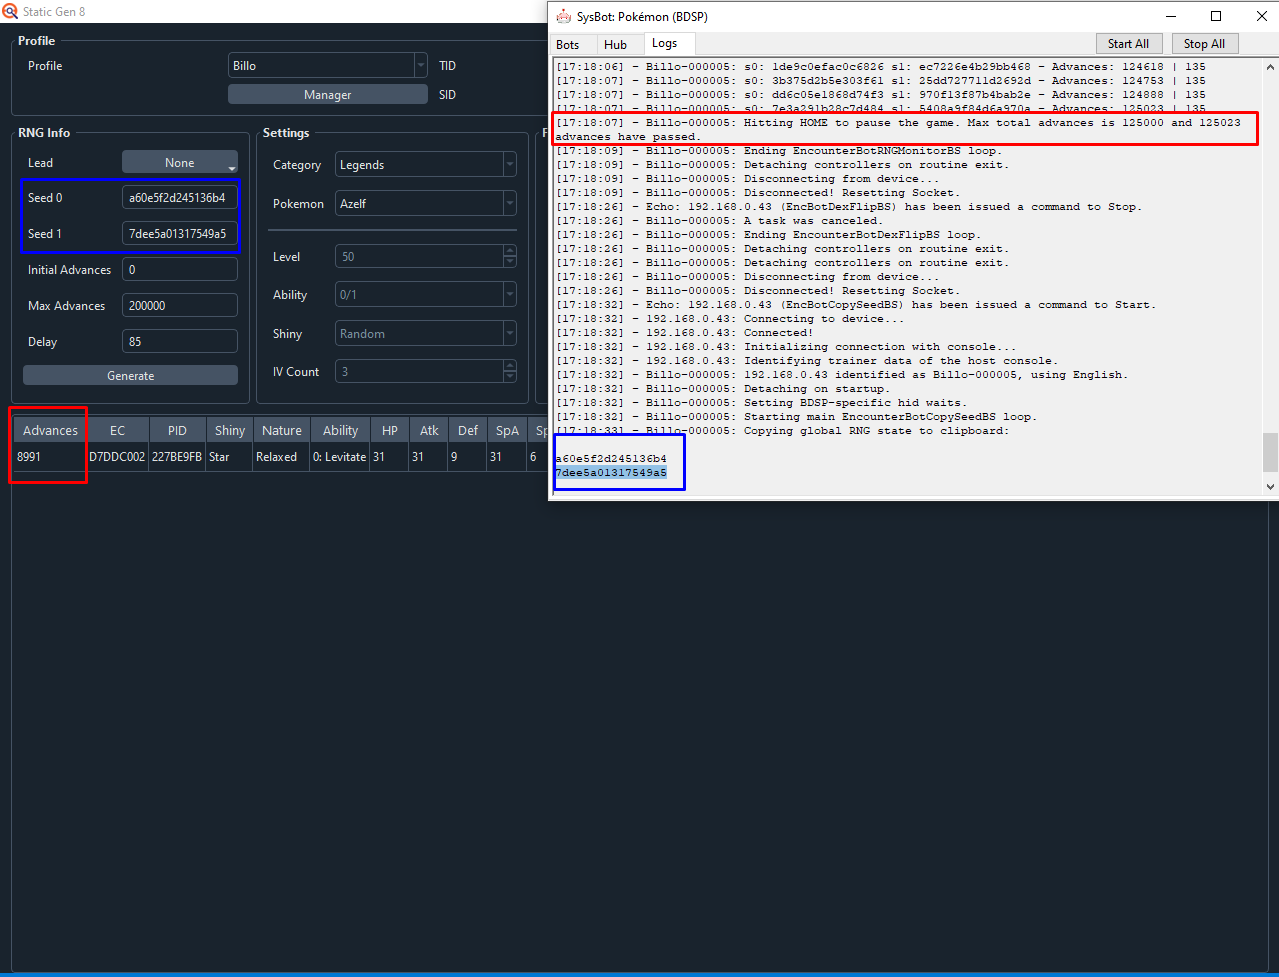 Static Gen 8
Profile
Profile
Billo
TID
Manager
SID
RNG Info
Lead
None
Seed 0
a60e5f2d245136b4
Seed 1
7dee5a01317549a5
Initial Advances
0
Max Advances
200000
Delay
85
Generate
Settings
Category
Legends
Pokemon
Azelf
Level
50
Ability
0/1
Shiny
Random
IV Count
3
Advances EC PID Shiny Nature Ability HP Atk Def SpA
8991 D7DDC002 227BE9FB Star Relaxed 0: Levitate 31 31 9 31 6
SysBot: Pokémon (BDSP)
Bots Hub Logs
Start All Stop All
[17:18:06] - Billo-000005: s0: 1de9c0efac0c6826 s1: ec7226e4b29bb468 - Advances: 124618 | 135
[17:18:07] - Billo-000005: s0: 3b375d2b5e303f61 s1: 25dd727711d2692d - Advances: 124753 | 135
[17:18:07] - Billo-000005: s0: dd6c05e1868d74f3 s1: 970f13f87b4bab2e - Advances: 124888 | 135
[17:18:07] - Billo-000005: s0: 7e3a291b28c7d484 s1: 5408a9f84d6a970a - Advances: 125023 | 135
[17:18:07] - Billo-000005: Hitting HOME to pause the game. Max total advances is 125000 and 125023
advances have passed.
[17:18:09] - Billo-000005: Ending EncounterBotRNGMonitorBS loop.
[17:18:09] - Billo-000005: Detaching controllers on routine exit.
[17:18:09] - Billo-000005: Disconnecting from device...
[17:18:09] - Billo-000005: Disconnected! Resetting Socket.
[17:18:26] - Echo: 192.168.0.43 (EncBotDexFlipBS) has been issued a command to Stop.
[17:18:26] - Billo-000005: A task was canceled.
[17:18:26] - Billo-000005: Ending EncounterBotDexFlipBS loop.
[17:18:26] - Billo-000005: Detaching controllers on routine exit.
[17:18:26] - Billo-000005: Detaching controllers on routine exit.
[17:18:26] - Billo-000005: Disconnecting from device...
[17:18:26] - Billo-000005: Disconnected! Resetting Socket.
[17:18:32] - Echo: 192.168.0.43 (EncBotCopySeedBS) has been issued a command to Start.
[17:18:32] - 192.168.0.43: Connecting to device...
[17:18:32] - 192.168.0.43: Connected!
[17:18:32] - 192.168.0.43: Initializing connection with console...
[17:18:32] - 192.168.0.43: Identifying trainer data of the host console.
[17:18:32] - Billo-000005: 192.168.0.43 identified as Billo-000005, using English.
[17:18:32] - Billo-000005: Detaching on startup.
[17:18:32] - Billo-000005: Setting BDSP-specific hid waits.
[17:18:32] - Billo-000005: Starting main EncounterBotCopySeedBS loop.
[17:18:33] - Billo-000005: Copying global RNG state to clipboard:
a60e5f2d245136b4
7dee5a01317549a5